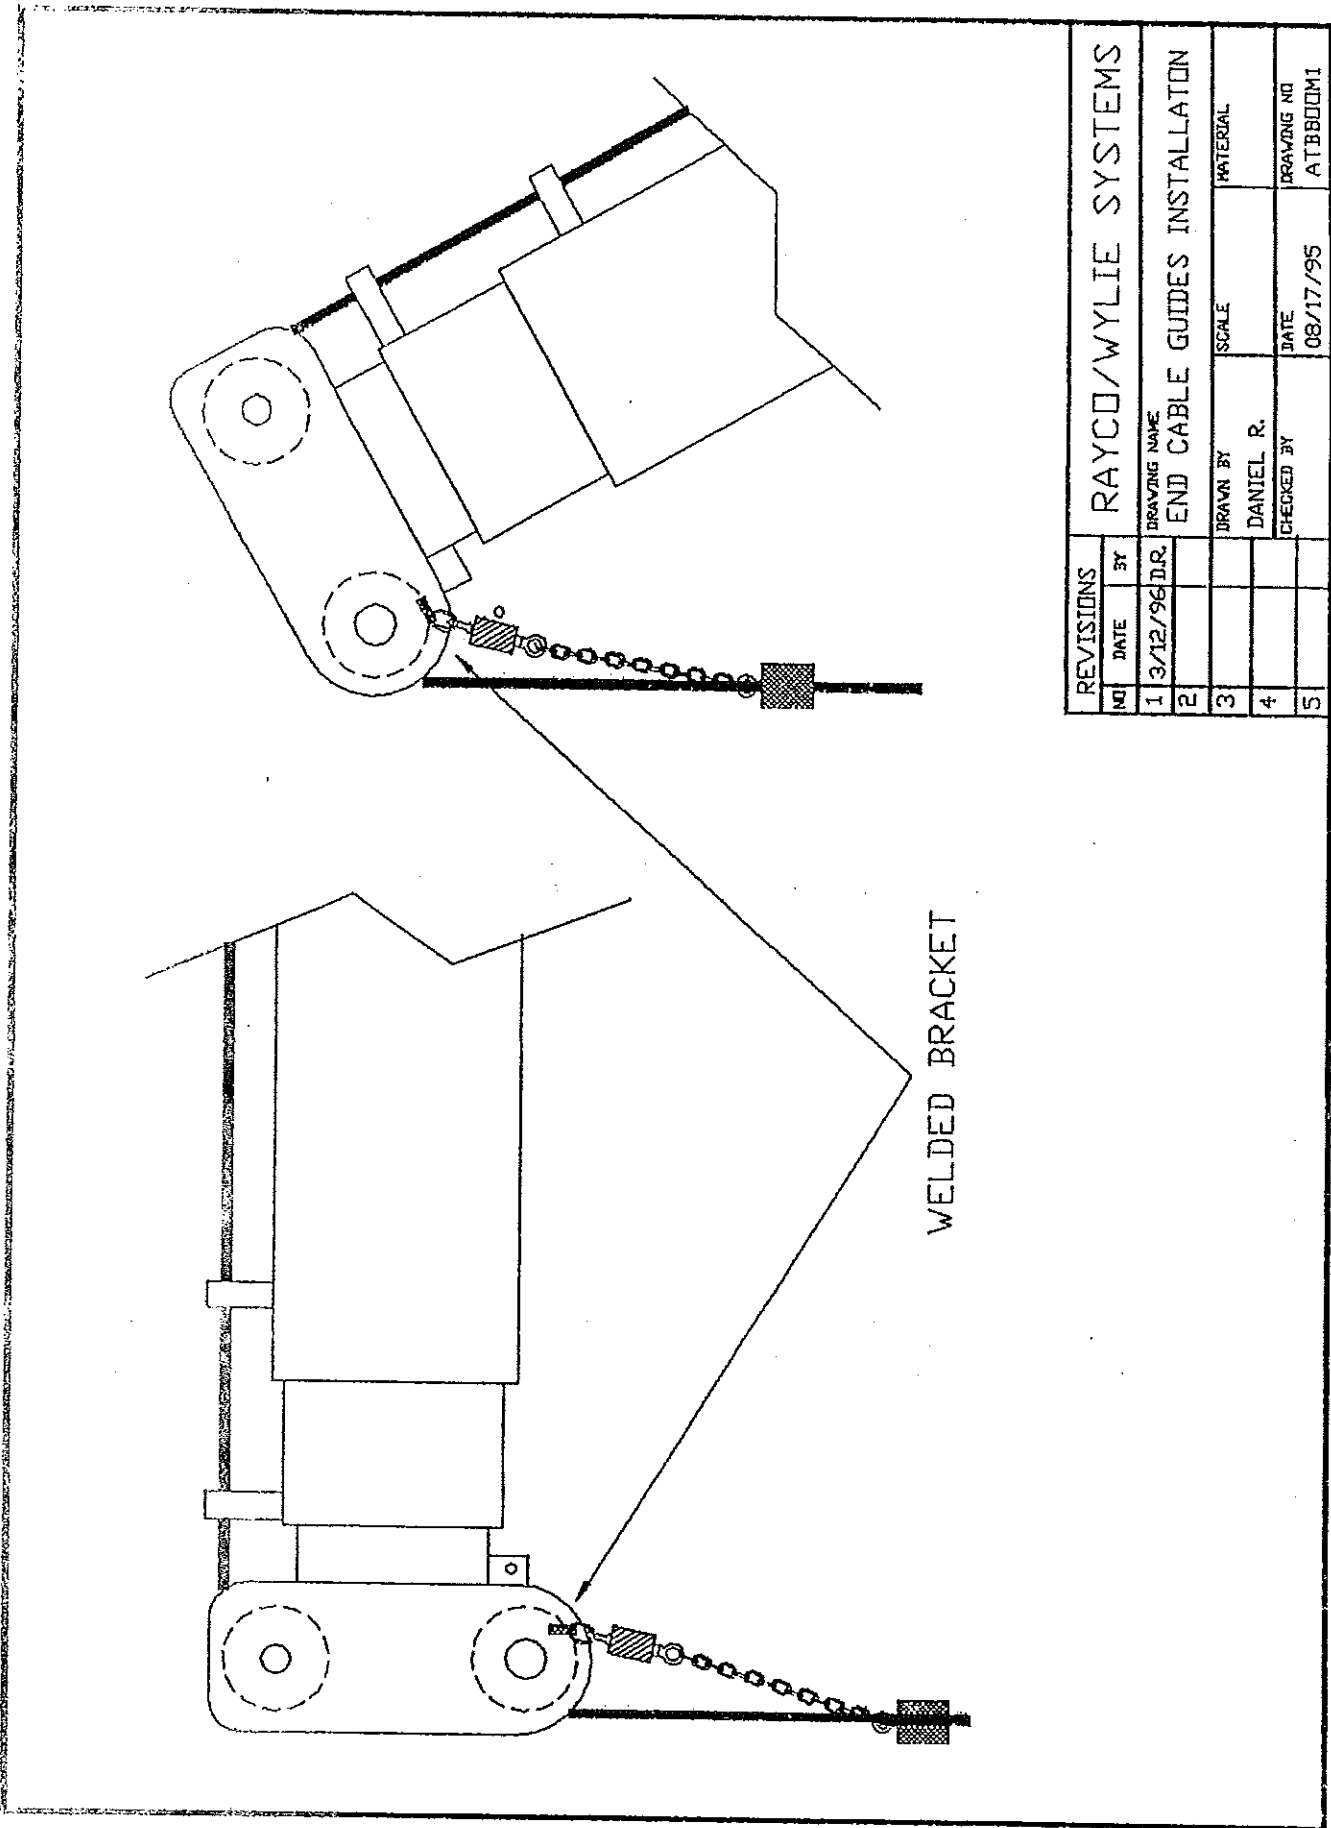 WELDED BRACKET
REVISIONS
NO DATE BY
1 3/12/96 D.R.
2
3
4
5
RAYCO/WYLIE SYSTEMS
DRAWING NAME
END CABLE GUIDES INSTALLATON
DRAWN BY SCALE MATERIAL
DANIEL R.
CHECKED BY DATE DRAWING NO
08/17/95 ATBBOOM1